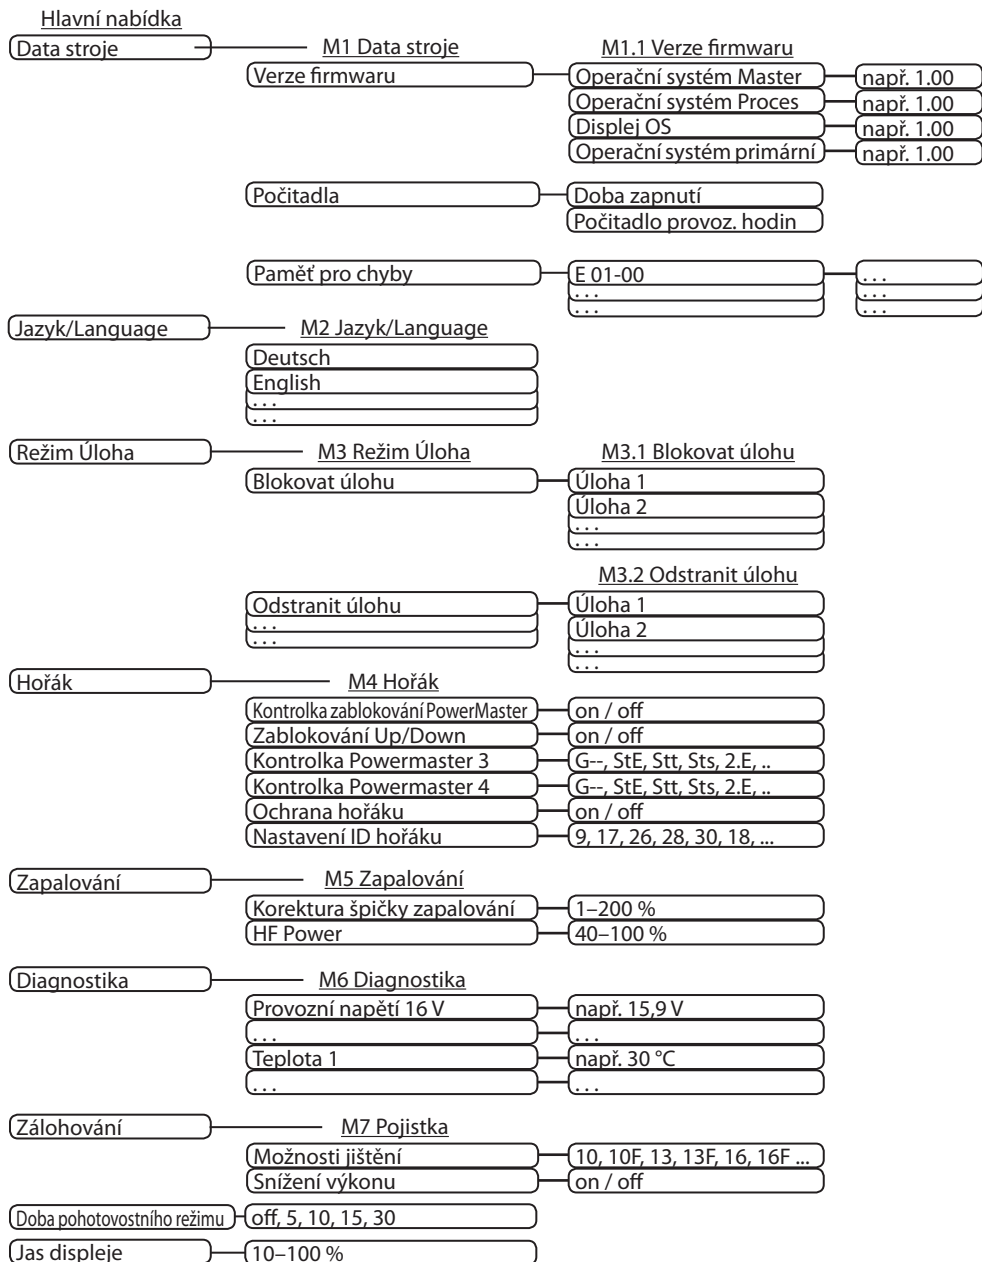 Hlavní nabídka
Data stroje M1 Data stroje M1.1 Verze firmwaru
Verze firmwaru Operační systém Master např. 1.00
Operační systém Proces např. 1.00
Displej OS např. 1.00
Operační systém primární např. 1.00
Počitadla Doba zapnutí
Počitadlo provoz. hodin
Paměť pro chyby E 01-00 . . .
. . . . . .
. . . . . .
Jazyk/Language M2 Jazyk/Language
Deutsch
English
. . .
. . .
Režim Úloha M3 Režim Úloha M3.1 Blokovat úlohu
Blokovat úlohu Úloha 1
Úloha 2
. . .
. . .
M3.2 Odstranit úlohu
Odstranit úlohu Úloha 1
. . . Úloha 2
. . . . . .
. . .
Hořák M4 Hořák
Kontrolka zablokování PowerMaster on / off
Zablokování Up/Down on / off
Kontrolka Powermaster 3 G--, StE, Stt, Sts, 2.E, ..
Kontrolka Powermaster 4 G--, StE, Stt, Sts, 2.E, ..
Ochrana hořáku on / off
Nastavení ID hořáku 9, 17, 26, 28, 30, 18, ...
Zapalování M5 Zapalování
Korektura špičky zapalování 1–200 %
HF Power 40–100 %
Diagnostika M6 Diagnostika
Provozní napětí 16 V např. 15,9 V
. . . . . .
Teplota 1 např. 30 °C
. . . . . .
Zálohování M7 Pojistka
Možnosti jištění 10, 10F, 13, 13F, 16, 16F ...
Snížení výkonu on / off
Doba pohotovostního režimu off, 5, 10, 15, 30
Jas displeje 10–100 %